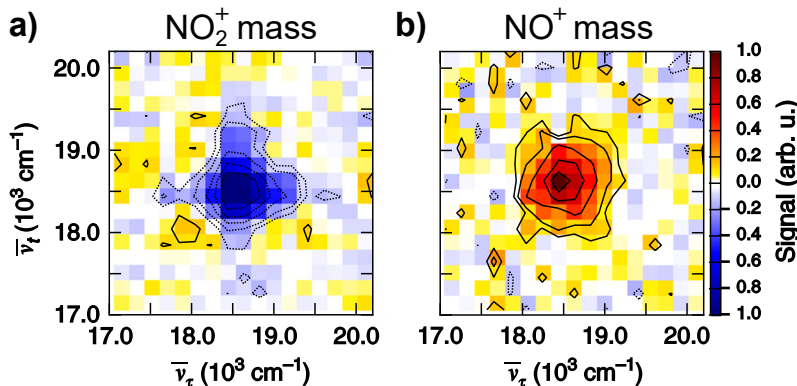 a) NO₂⁺ mass
b) NO⁺ mass
20.0
19.0
18.0
17.0
ν̅t (10³ cm⁻¹)
17.0 18.0 19.0 20.0
ν̅τ (10³ cm⁻¹)
17.0 18.0 19.0 20.0
ν̅τ (10³ cm⁻¹)
1.0
0.8
0.6
0.4
0.2
0.0
0.2
0.4
0.6
0.8
1.0
Signal (arb. u.)